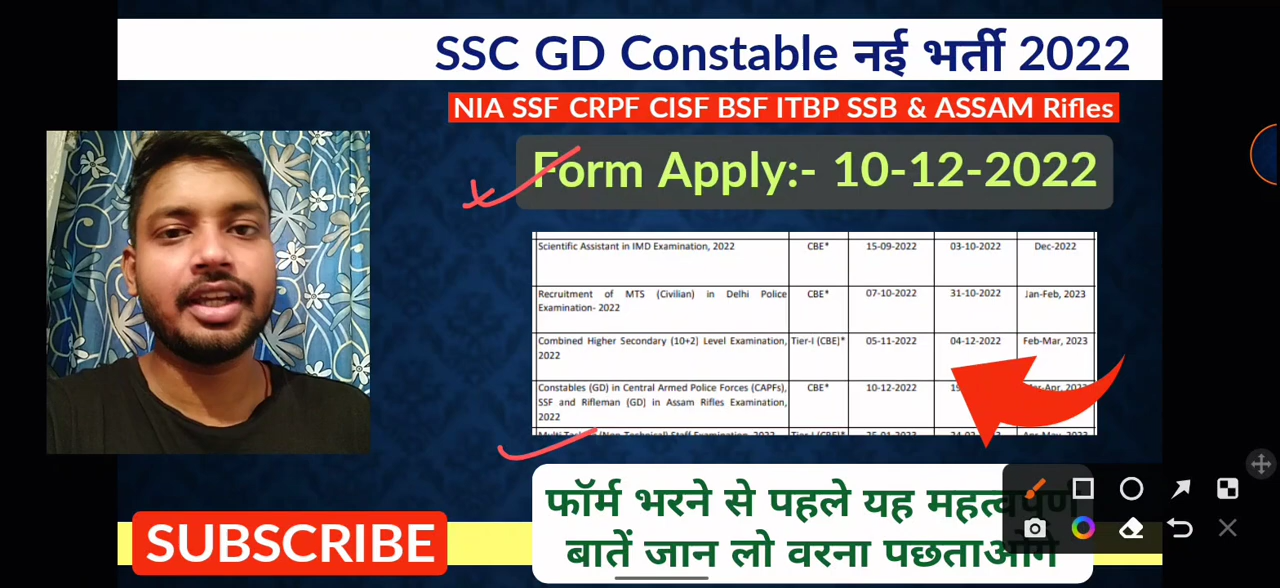 SSC GD Constable नई भर्ती 2022
NIA SSF CRPF CISF BSF ITBP SSB & ASSAM Rifles
Form Apply:- 10-12-2022
Scientific Assistant in IMD Examination, 2022 CBE* 15-09-2022 03-10-2022 Dec-2022
Recruitment of MTS (Civilian) in Delhi Police CBE* 07-10-2022 31-10-2022 Jan-Feb, 2023
Examination- 2022
Combined Higher Secondary (10+2) Level Examination, Tier-I (CBE)* 05-11-2022 04-12-2022 Feb-Mar, 2023
2022
Constables (GD) in Central Armed Police Forces (CAPFs), CBE* 10-12-2022
SSF and Rifleman (GD) in Assam Rifles Examination,
2022
फॉर्म भरने से पहले यह महत्वपूर्ण
बातें जान लो वरना पछताओगे
SUBSCRIBE